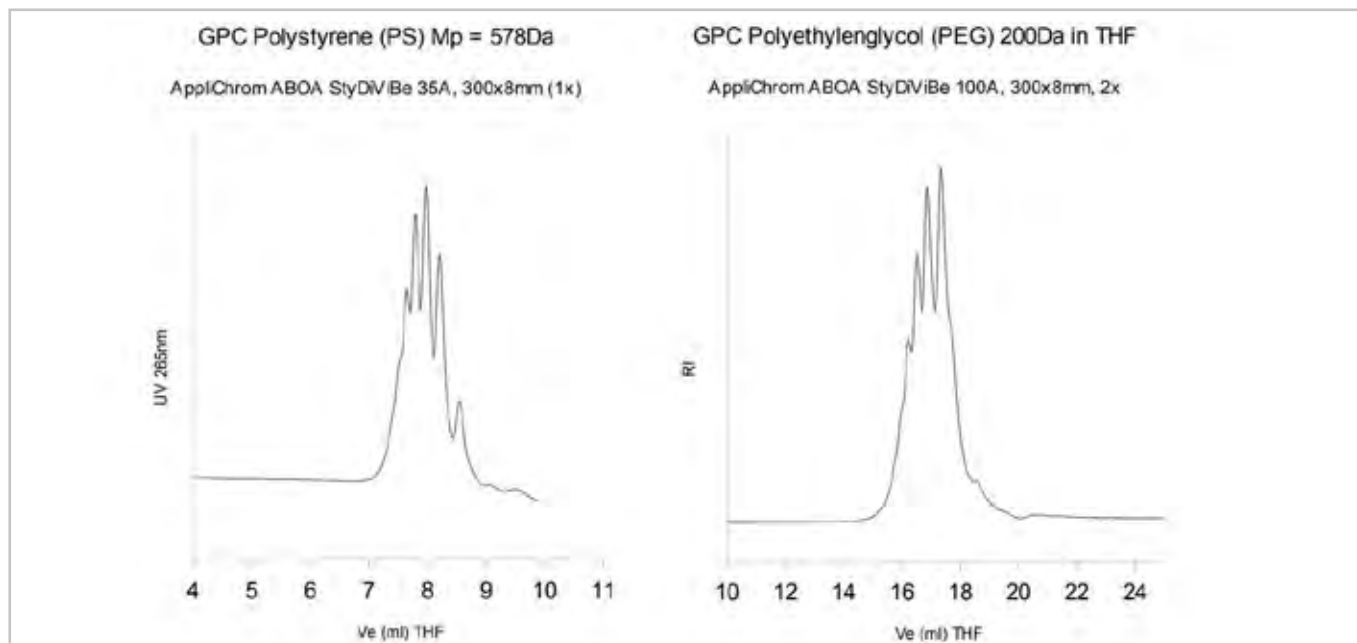 GPC Polystyrene (PS) Mp = 578Da
AppliChrom ABOA StyDiViBe 35A, 300x8mm (1x)
UV 265nm
4 5 6 7 8 9 10 11
Ve (ml) THF
GPC Polyethylenglycol (PEG) 200Da in THF
AppliChrom ABOA StyDiViBe 100A, 300x8mm, 2x
RI
10 12 14 16 18 20 22 24
Ve (ml) THF